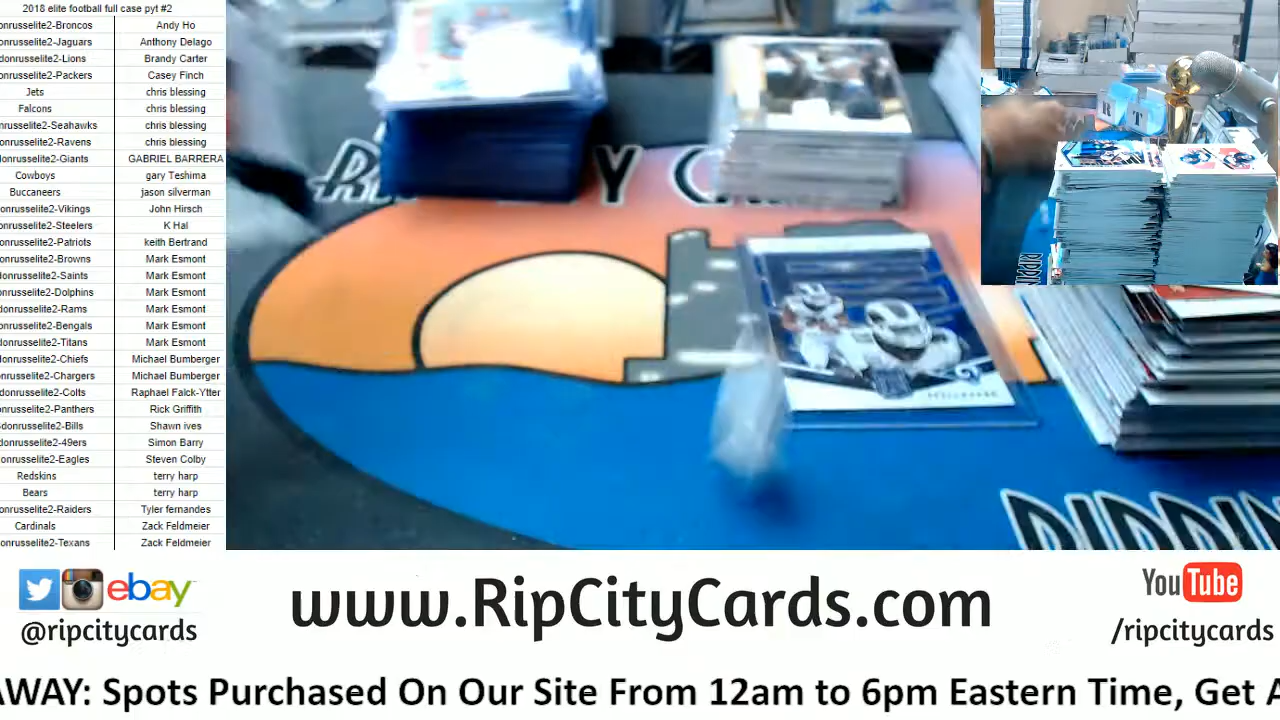 2018 elite football full case pyt #2
onrusselite2-Broncos Andy Ho
onrusselite2-Jaguars Anthony Delago
donrusselite2-Lions Brandy Carter
onrusselite2-Packers Casey Finch
Jets chris blessing
Falcons chris blessing
nrusselite2-Seahawks chris blessing
onrusselite2-Ravens chris blessing
donrusselite2-Giants GABRIEL BARRERA
Cowboys gary Teshima
Buccaneers jason silverman
onrusselite2-Vikings John Hirsch
onrusselite2-Steelers K Hal
onrusselite2-Patriots keith Bertrand
onrusselite2-Browns Mark Esmont
donrusselite2-Saints Mark Esmont
onrusselite2-Dolphins Mark Esmont
donrusselite2-Rams Mark Esmont
onrusselite2-Bengals Mark Esmont
donrusselite2-Titans Mark Esmont
onrusselite2-Chiefs Michael Bumberger
onrusselite2-Chargers Michael Bumberger
donrusselite2-Colts Raphael Falck-Ytter
nrusselite2-Panthers Rick Griffith
donrusselite2-Bills Shawn ives
donrusselite2-49ers Simon Barry
onrusselite2-Eagles Steven Colby
Redskins terry harp
Bears terry harp
onrusselite2-Raiders Tyler fernandes
Cardinals Zack Feldmeier
onrusselite2-Texans Zack Feldmeier
ebay
@ripcitycards
www.RipCityCards.com
YouTube
/ripcitycards
AWAY: Spots Purchased On Our Site From 12am to 6pm Eastern Time, Get A